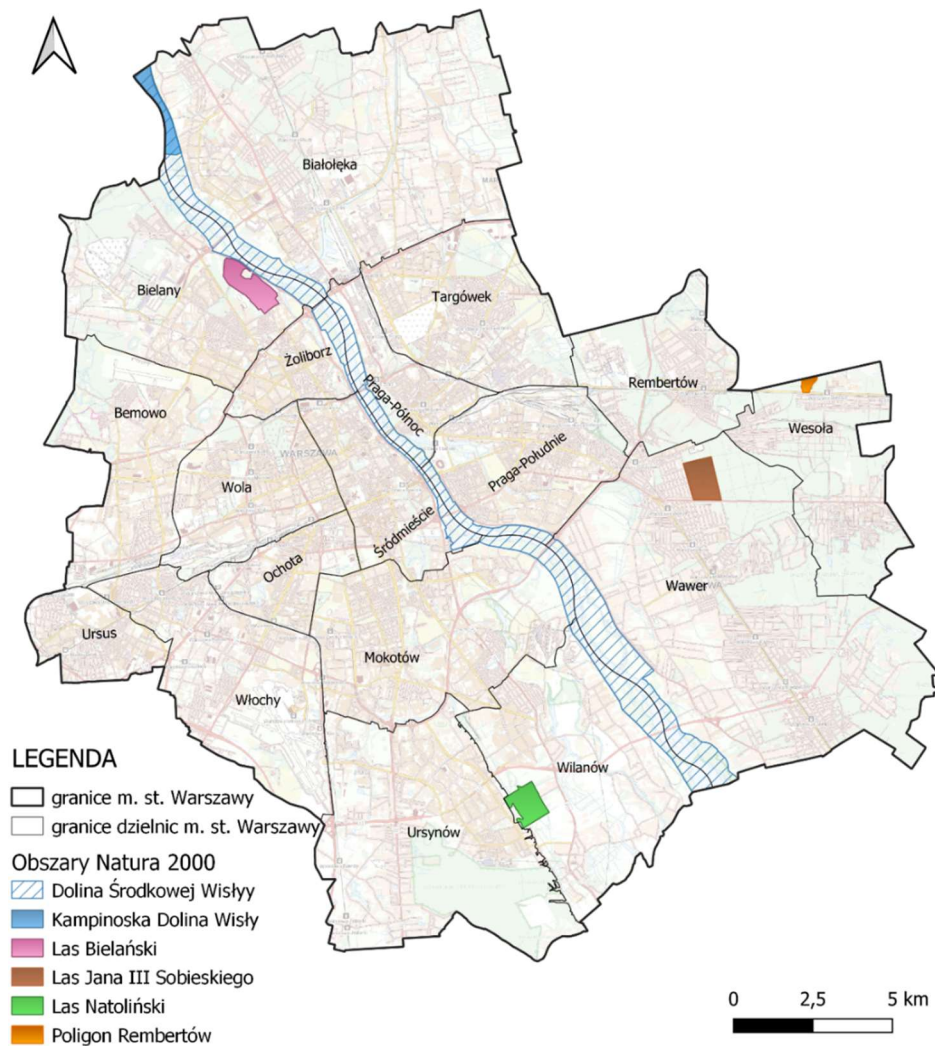 Białołęka
Bielany
Targówek
Żoliborz
Praga-Północ
Rembertów
Bemowo
Wesoła
WARSZAWA
Praga-Południe
Wola
Śródmieście
Ochota
Wawer
Ursus
Mokotów
Włochy
Wilanów
Ursynów
LEGENDA
granice m. st. Warszawy
granice dzielnic m. st. Warszawy
Obszary Natura 2000
Dolina Środkowej Wisłyy
Kampinoska Dolina Wisły
Las Bielański
Las Jana III Sobieskiego
Las Natoliński
Poligon Rembertów
0 2,5 5 km